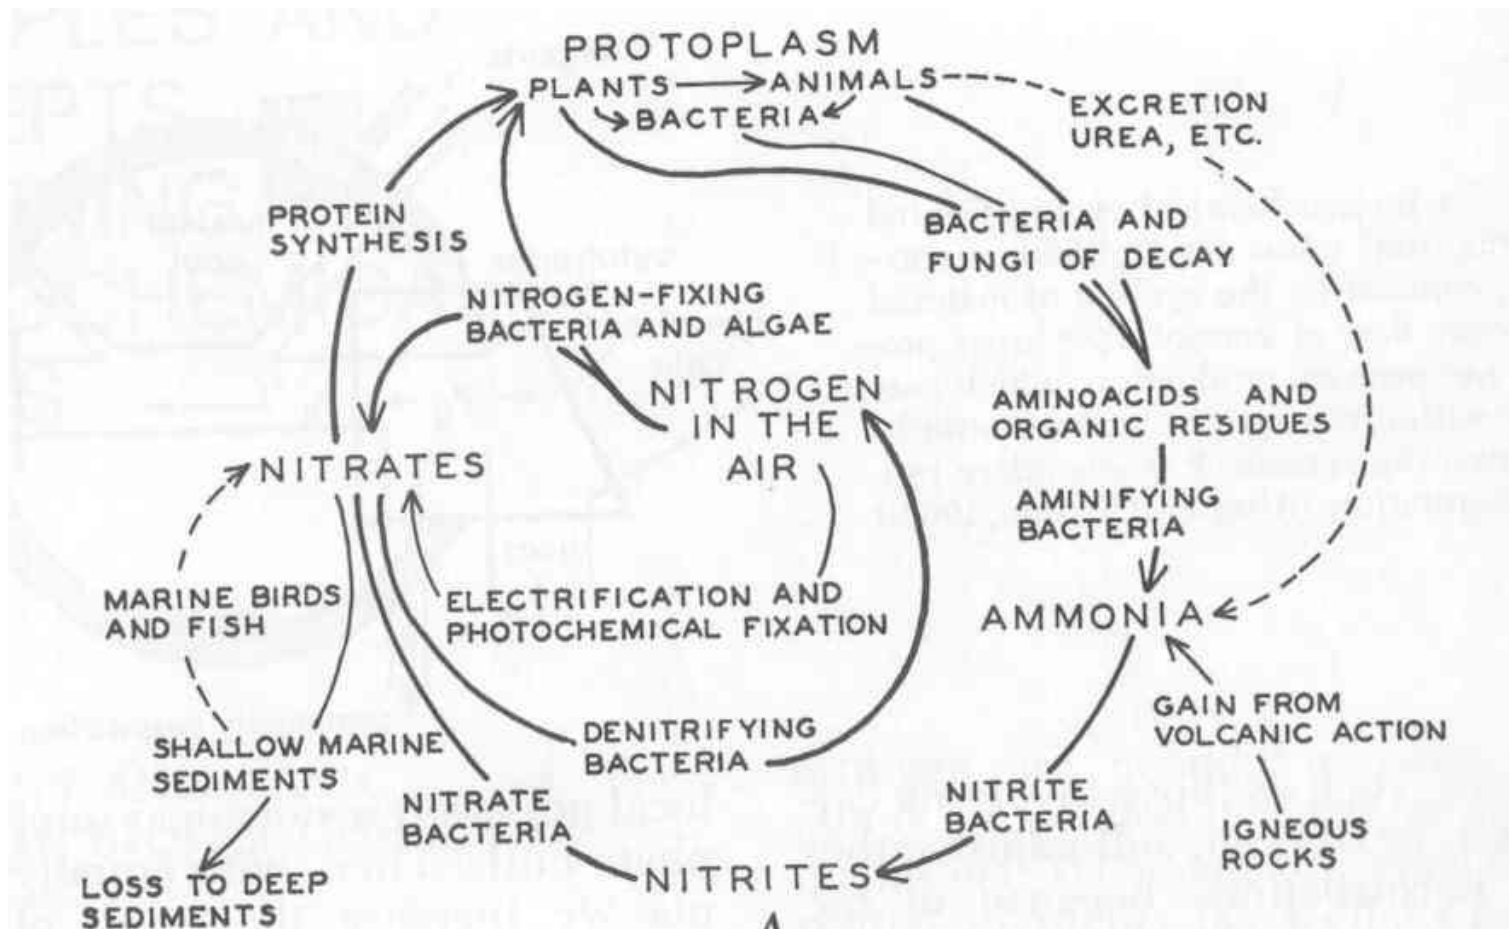 PROTOPLASM
PLANTS ANIMALS
BACTERIA
EXCRETION
UREA, ETC.
PROTEIN
SYNTHESIS
BACTERIA AND
FUNGI OF DECAY
NITROGEN-FIXING
BACTERIA AND ALGAE
NITROGEN
IN THE
AIR
AMINOACIDS AND
ORGANIC RESIDUES
NITRATES
AMINIFYING
BACTERIA
MARINE BIRDS
AND FISH
ELECTRIFICATION AND
PHOTOCHEMICAL FIXATION
AMMONIA
GAIN FROM
VOLCANIC ACTION
SHALLOW MARINE
SEDIMENTS
DENITRIFYING
BACTERIA
NITRATE
BACTERIA
NITRITE
BACTERIA
IGNEOUS
ROCKS
NITRITES
LOSS TO DEEP
SEDIMENTS